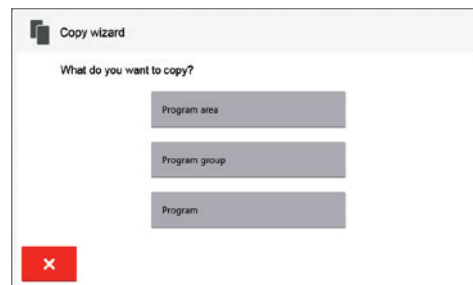 Copy wizard
What do you want to copy?
Program area
Program group
Program